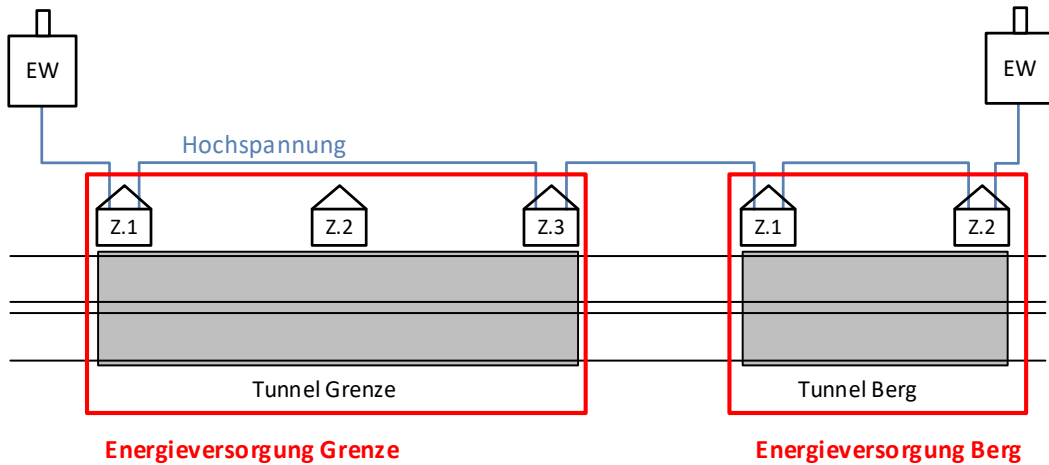 EW
EW
Hochspannung
Z.1
Z.2
Z.3
Z.1
Z.2
Tunnel Grenze
Tunnel Berg
Energieversorgung Grenze
Energieversorgung Berg